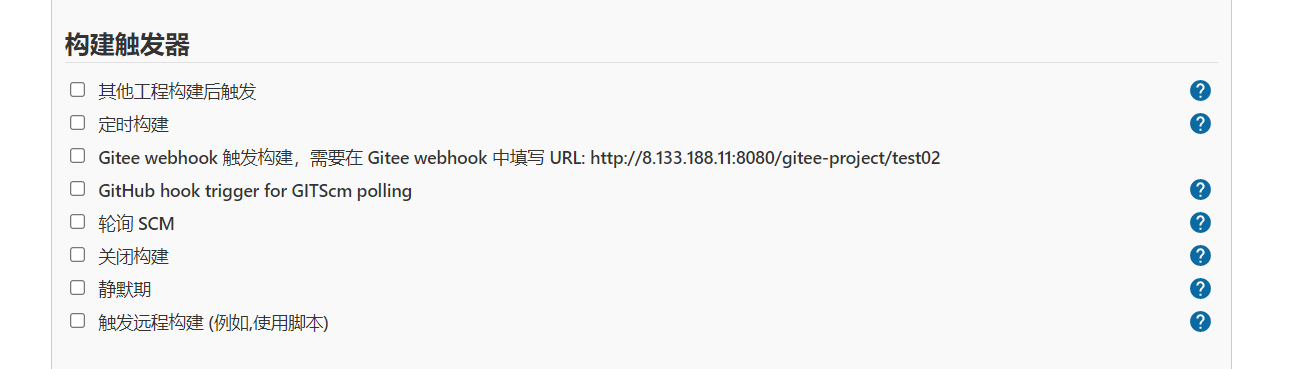 构建触发器
其他工程构建后触发
定时构建
Gitee webhook 触发构建，需要在 Gitee webhook 中填写 URL: http://8.133.188.11:8080/gitee-project/test02
GitHub hook trigger for GITScm polling
轮询 SCM
关闭构建
静默期
触发远程构建 (例如,使用脚本)